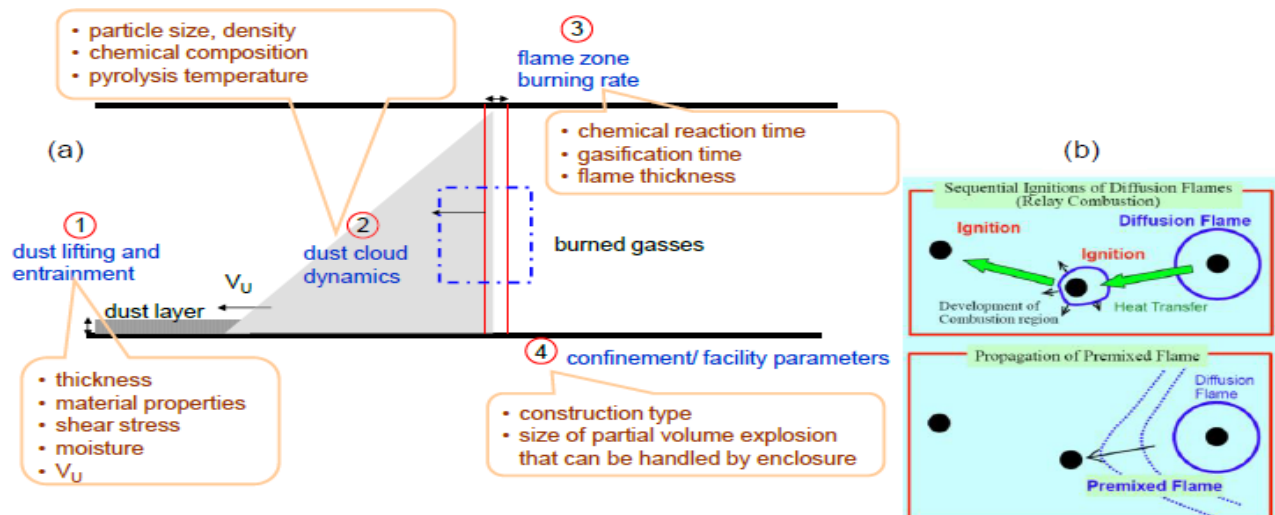 • particle size, density
• chemical composition
• pyrolysis temperature
3
flame zone
burning rate
• chemical reaction time
• gasification time
• flame thickness
(a)
1
dust lifting and
entrainment
2
dust cloud
dynamics
burned gasses
V_U
dust layer
4
confinement/ facility parameters
• thickness
• material properties
• shear stress
• moisture
• V_U
• construction type
• size of partial volume explosion
that can be handled by enclosure
(b)
Sequential Ignitions of Diffusion Flames
(Relay Combustion)
Diffusion Flame
Ignition
Ignition
Development of
Combustion region
Heat Transfer
Propagation of Premixed Flame
Diffusion
Flame
Premixed Flame